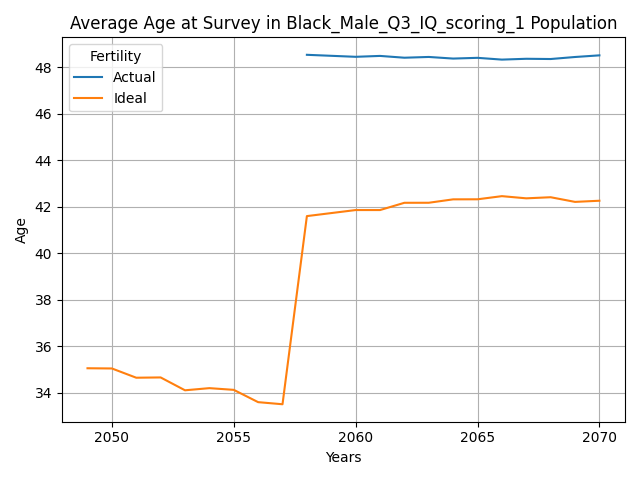 Average Age at Survey in Black_Male_Q3_IQ_scoring_1 Population
Fertility
Actual
Ideal
48
46
44
42
40
38
36
34
Age
2050 2055 2060 2065 2070
Years